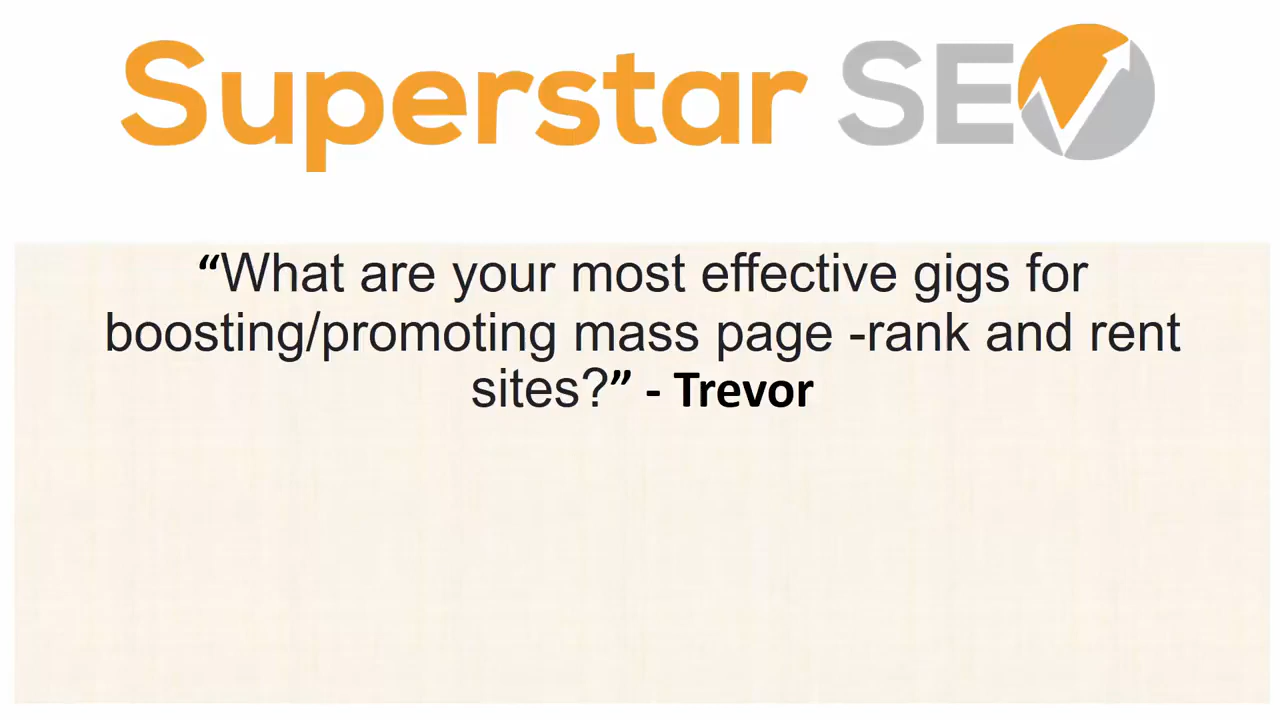 Superstar SEO
“What are your most effective gigs for
boosting/promoting mass page -rank and rent
sites?” - Trevor